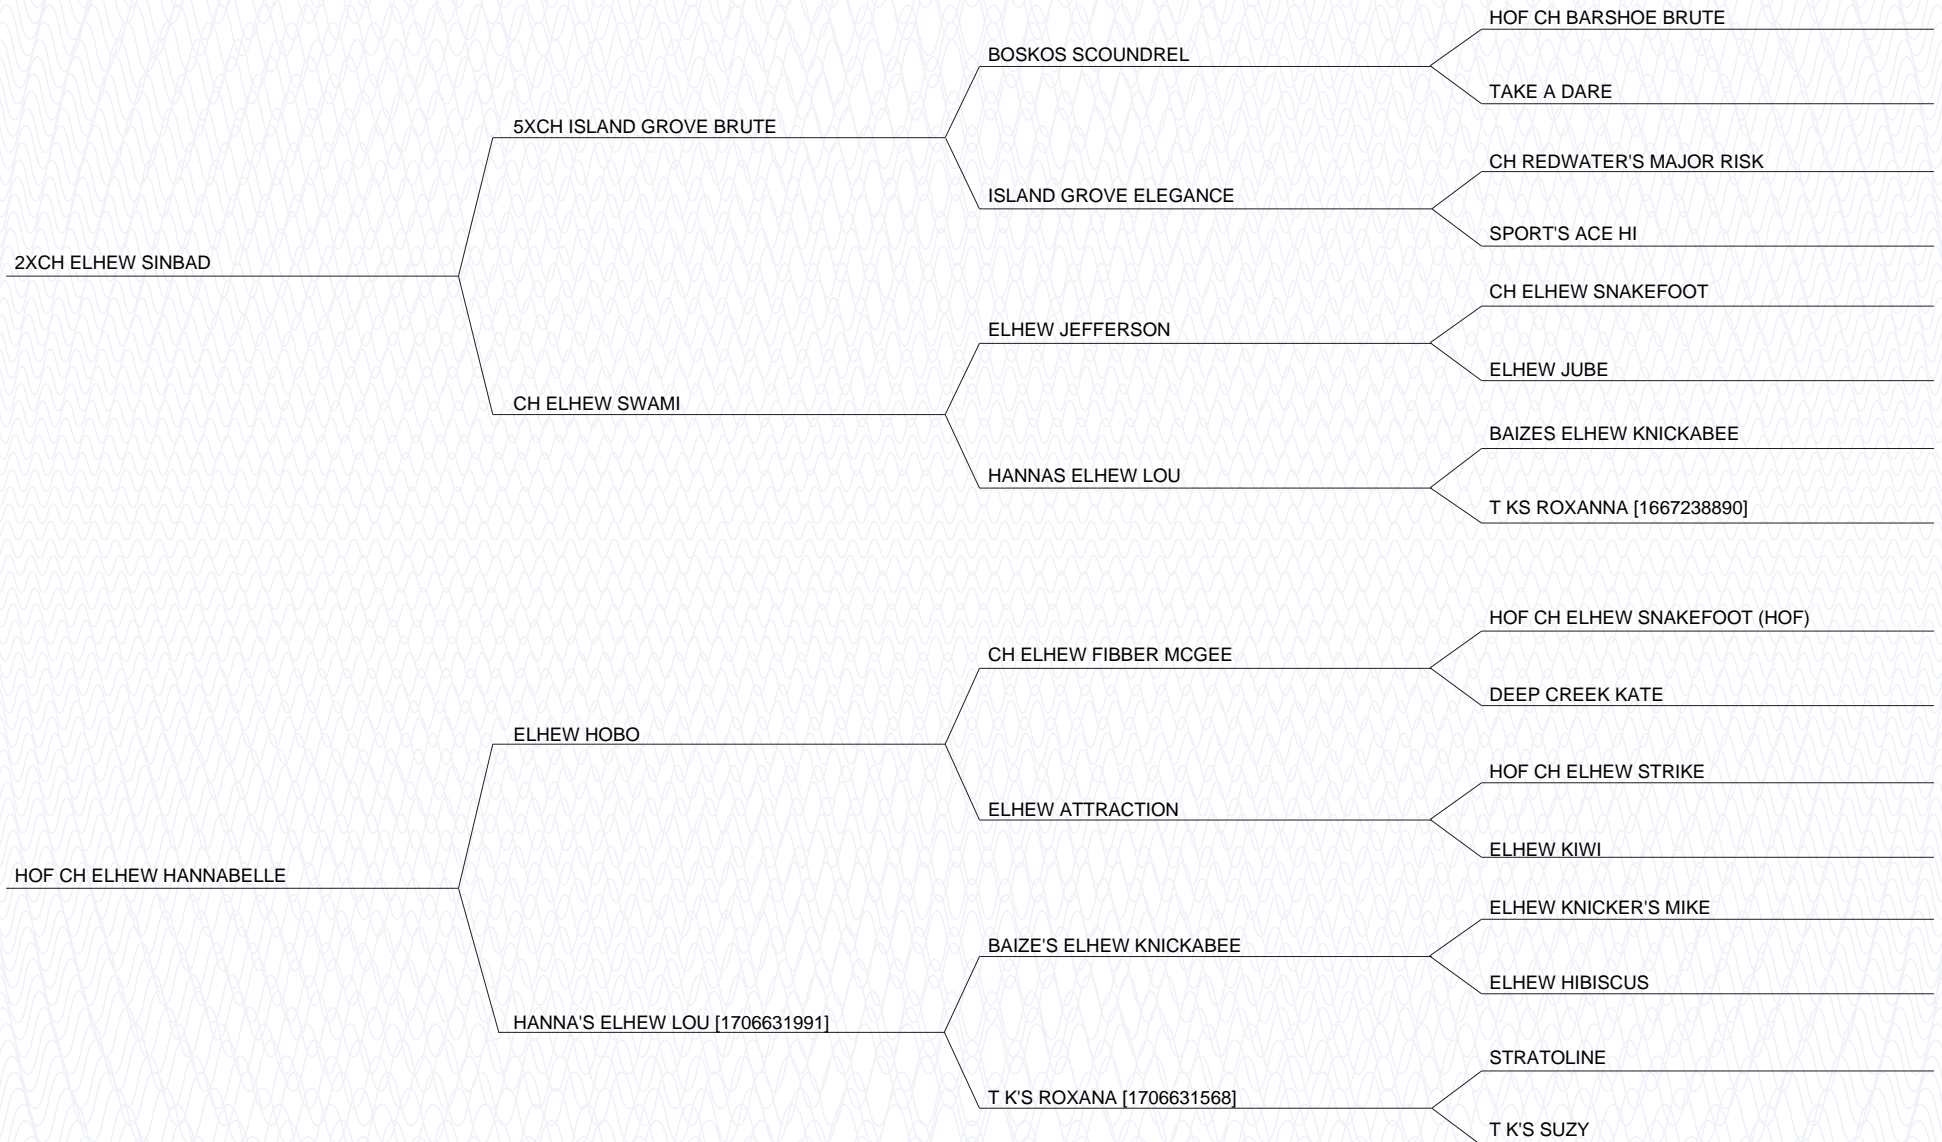 HOF CH BARSHOE BRUTE
BOSKOS SCOUNDREL
TAKE A DARE
5XCH ISLAND GROVE BRUTE
CH REDWATER'S MAJOR RISK
ISLAND GROVE ELEGANCE
SPORT'S ACE HI
2XCH ELHEW SINBAD
CH ELHEW SNAKEFOOT
ELHEW JEFFERSON
ELHEW JUBE
CH ELHEW SWAMI
BAIZES ELHEW KNICKABEE
HANNAS ELHEW LOU
T KS ROXANNA [1667238890]
HOF CH ELHEW SNAKEFOOT (HOF)
CH ELHEW FIBBER MCGEE
DEEP CREEK KATE
ELHEW HOBO
HOF CH ELHEW STRIKE
ELHEW ATTRACTION
ELHEW KIWI
HOF CH ELHEW HANNABELLE
ELHEW KNICKER'S MIKE
BAIZE'S ELHEW KNICKABEE
ELHEW HIBISCUS
HANNA'S ELHEW LOU [1706631991]
STRATOLINE
T K'S ROXANA [1706631568]
T K'S SUZY